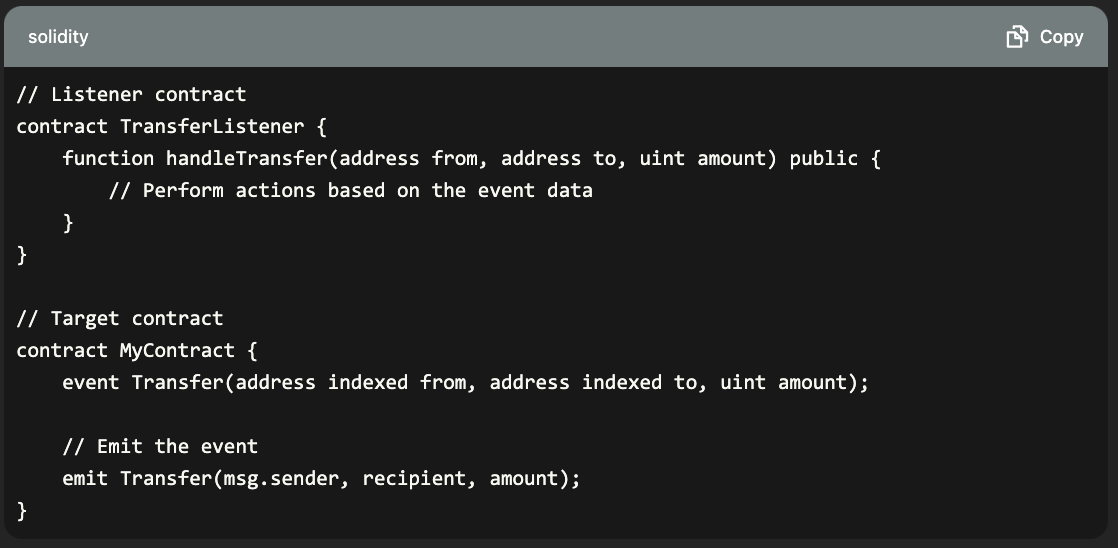 solidity
Copy
// Listener contract
contract TransferListener {
    function handleTransfer(address from, address to, uint amount) public {
        // Perform actions based on the event data
    }
}

// Target contract
contract MyContract {
    event Transfer(address indexed from, address indexed to, uint amount);

    // Emit the event
    emit Transfer(msg.sender, recipient, amount);
}